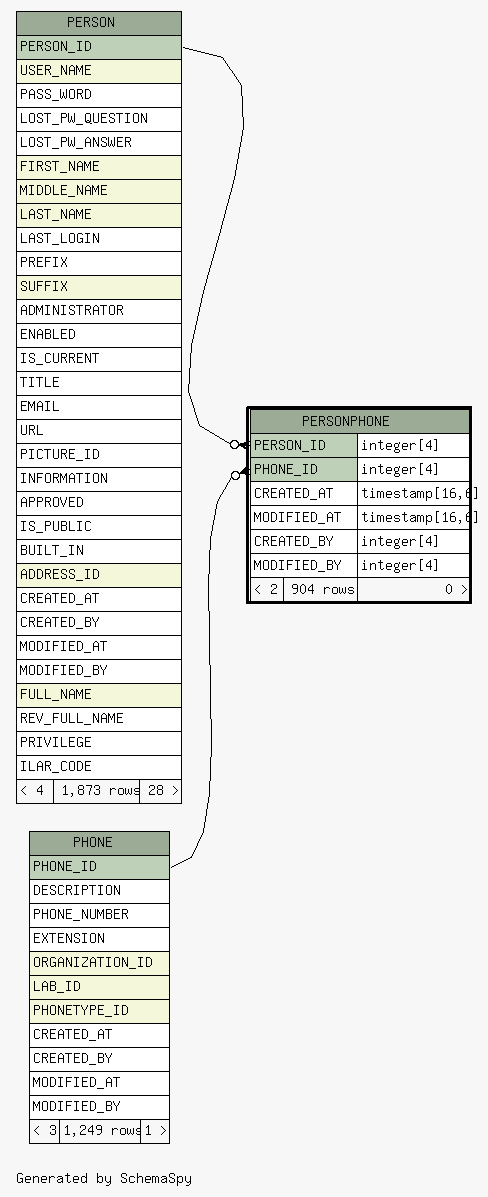 PERSON
PERSON_ID
USER_NAME
PASS_WORD
LOST_PW_QUESTION
LOST_PW_ANSWER
FIRST_NAME
MIDDLE_NAME
LAST_NAME
LAST_LOGIN
PREFIX
SUFFIX
ADMINISTRATOR
ENABLED
IS_CURRENT
TITLE
EMAIL
URL
PICTURE_ID
INFORMATION
APPROVED
IS_PUBLIC
BUILT_IN
ADDRESS_ID
CREATED_AT
CREATED_BY
MODIFIED_AT
MODIFIED_BY
FULL_NAME
REV_FULL_NAME
PRIVILEGE
ILAR_CODE
< 4 1,873 rows 28 >
PERSONPHONE
PERSON_ID integer[4]
PHONE_ID integer[4]
CREATED_AT timestamp[16,6]
MODIFIED_AT timestamp[16,6]
CREATED_BY integer[4]
MODIFIED_BY integer[4]
< 2 904 rows 0 >
PHONE
PHONE_ID
DESCRIPTION
PHONE_NUMBER
EXTENSION
ORGANIZATION_ID
LAB_ID
PHONETYPE_ID
CREATED_AT
CREATED_BY
MODIFIED_AT
MODIFIED_BY
< 3 1,249 rows 1 >
Generated by SchemaSpy